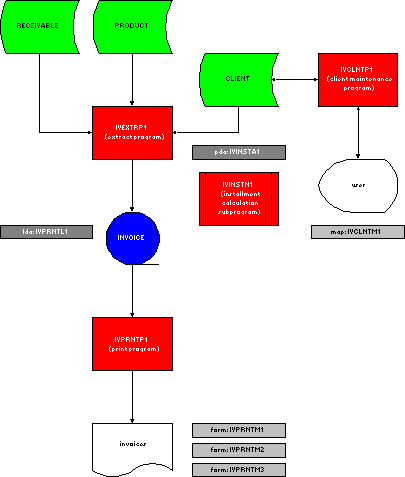 RECEIVABLE
PRODUCT
CLIENT
IVCLNTP1
(client maintenance
program)
IVEXTRP1
(extract program)
pda: IVINSTA1
IVINSTN1
(installment
calculation
subprogram)
user
lda: IVPRNTL1
INVOICE
map: IVCLNTM1
IVPRNTP1
(print program)
invoices
form: IVPRNTM1
form: IVPRNTM2
form: IVPRNTM3